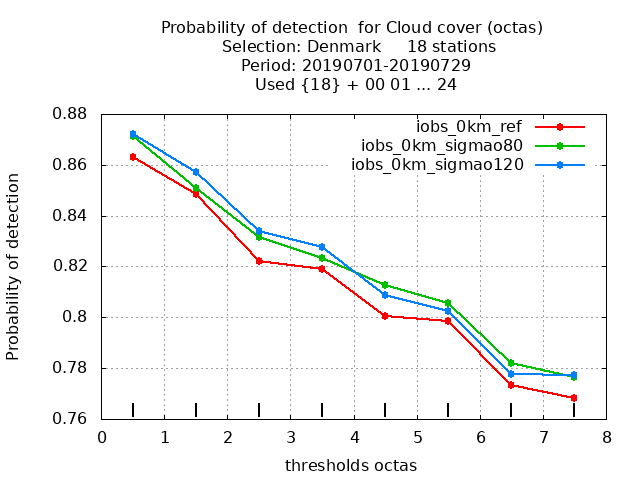 Probability of detection  for Cloud cover (octas)
Selection: Denmark     18 stations
Period: 20190701-20190729
Used {18} + 00 01 ... 24
iobs_0km_ref
iobs_0km_sigmao80
iobs_0km_sigmao120
Probability of detection
0.88
0.86
0.84
0.82
0.8
0.78
0.76
0 1 2 3 4 5 6 7 8
thresholds octas